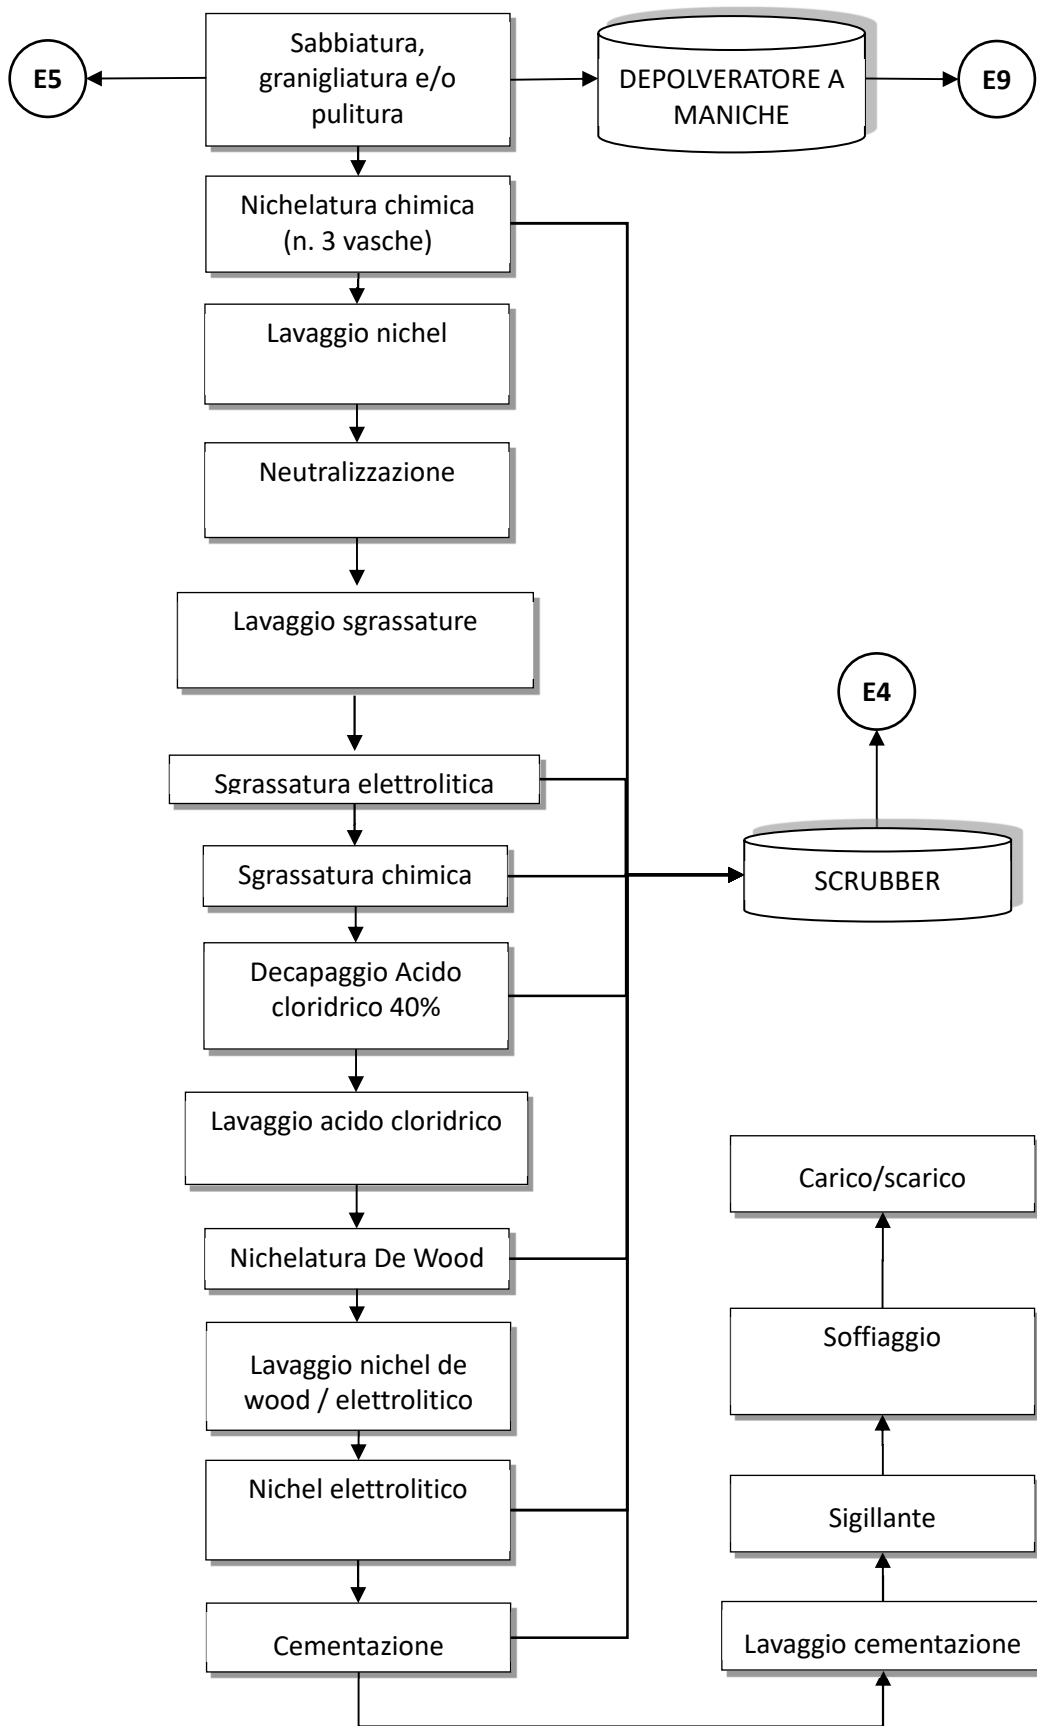 E5
Sabbiatura,
granigliatura e/o
pulitura
DEPOLVERATORE A
MANICHE
E9
Nichelatura chimica
(n. 3 vasche)
Lavaggio nichel
Neutralizzazione
Lavaggio sgrassature
E4
Sgrassatura elettrolitica
Sgrassatura chimica
SCRUBBER
Decapaggio Acido
cloridrico 40%
Lavaggio acido cloridrico
Nichelatura De Wood
Lavaggio nichel de
wood / elettrolitico
Nichel elettrolitico
Cementazione
Carico/scarico
Soffiaggio
Sigillante
Lavaggio cementazione